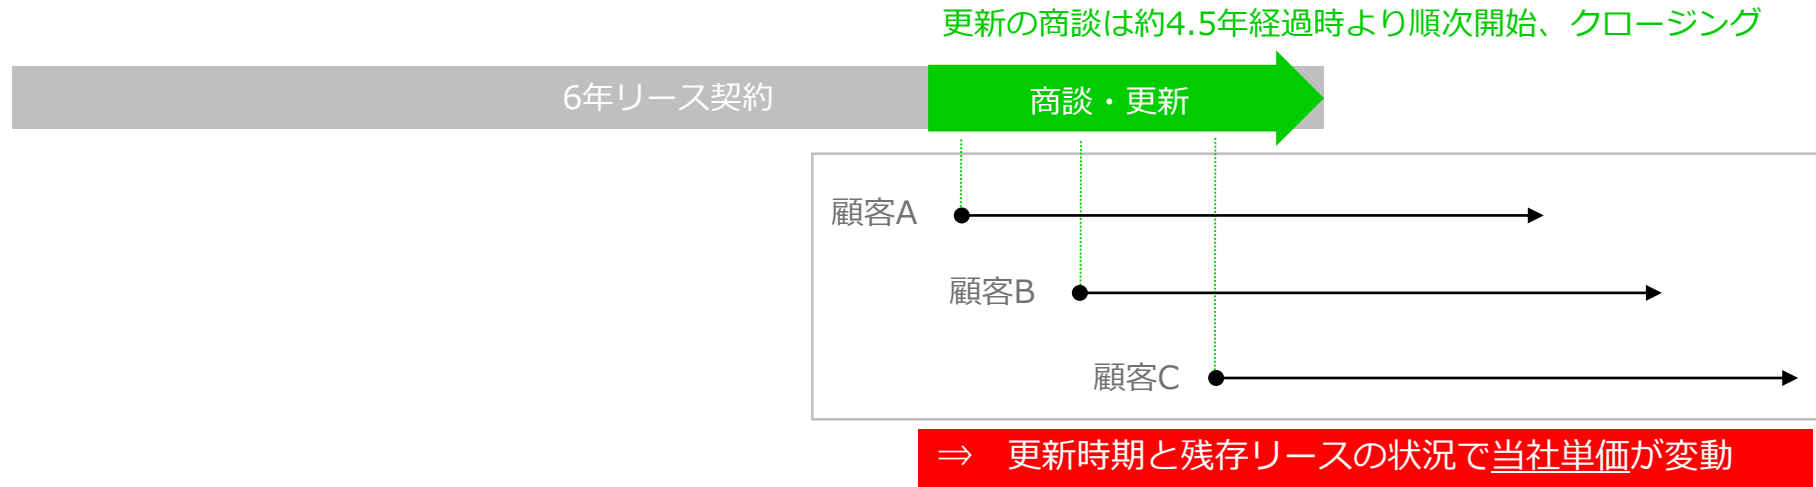 更新の商談は約4.5年経過時より順次開始、クロージング
6年リース契約
商談・更新
顧客A
顧客B
顧客C
⇒　更新時期と残存リースの状況で当社単価が変動